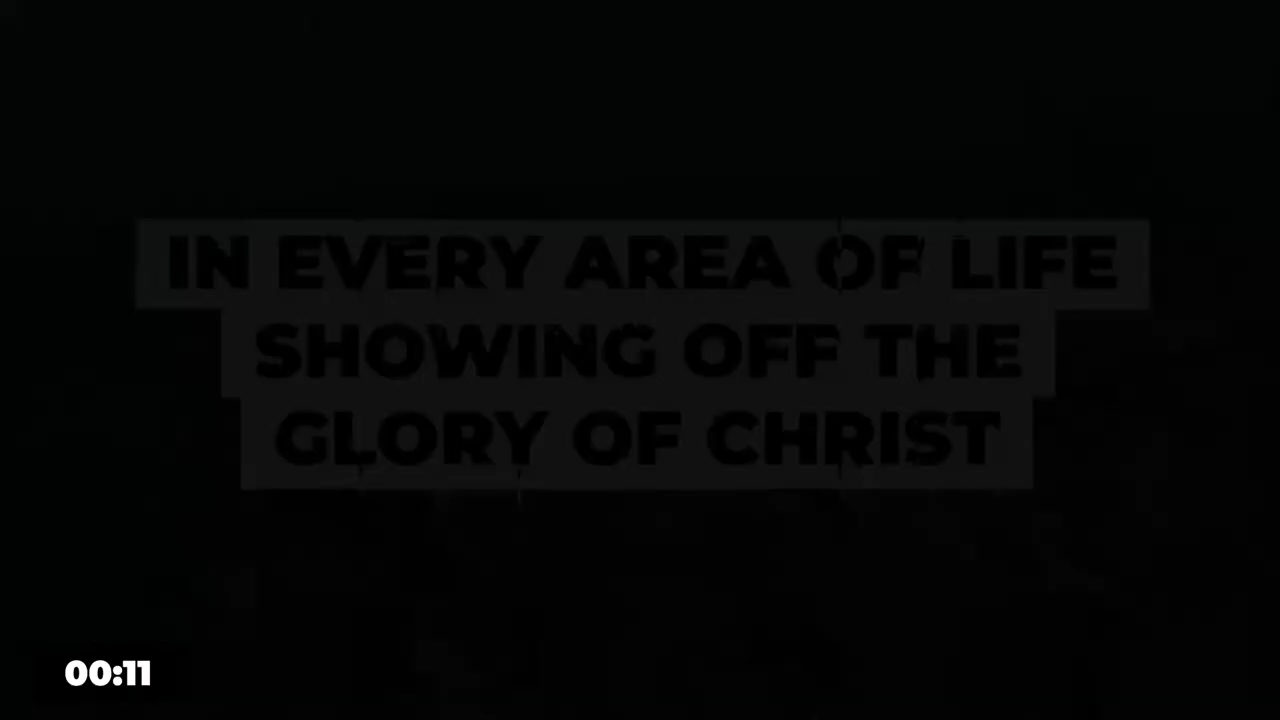 IN EVERY AREA OF LIFE
SHOWING OFF THE
GLORY OF CHRIST
00:11